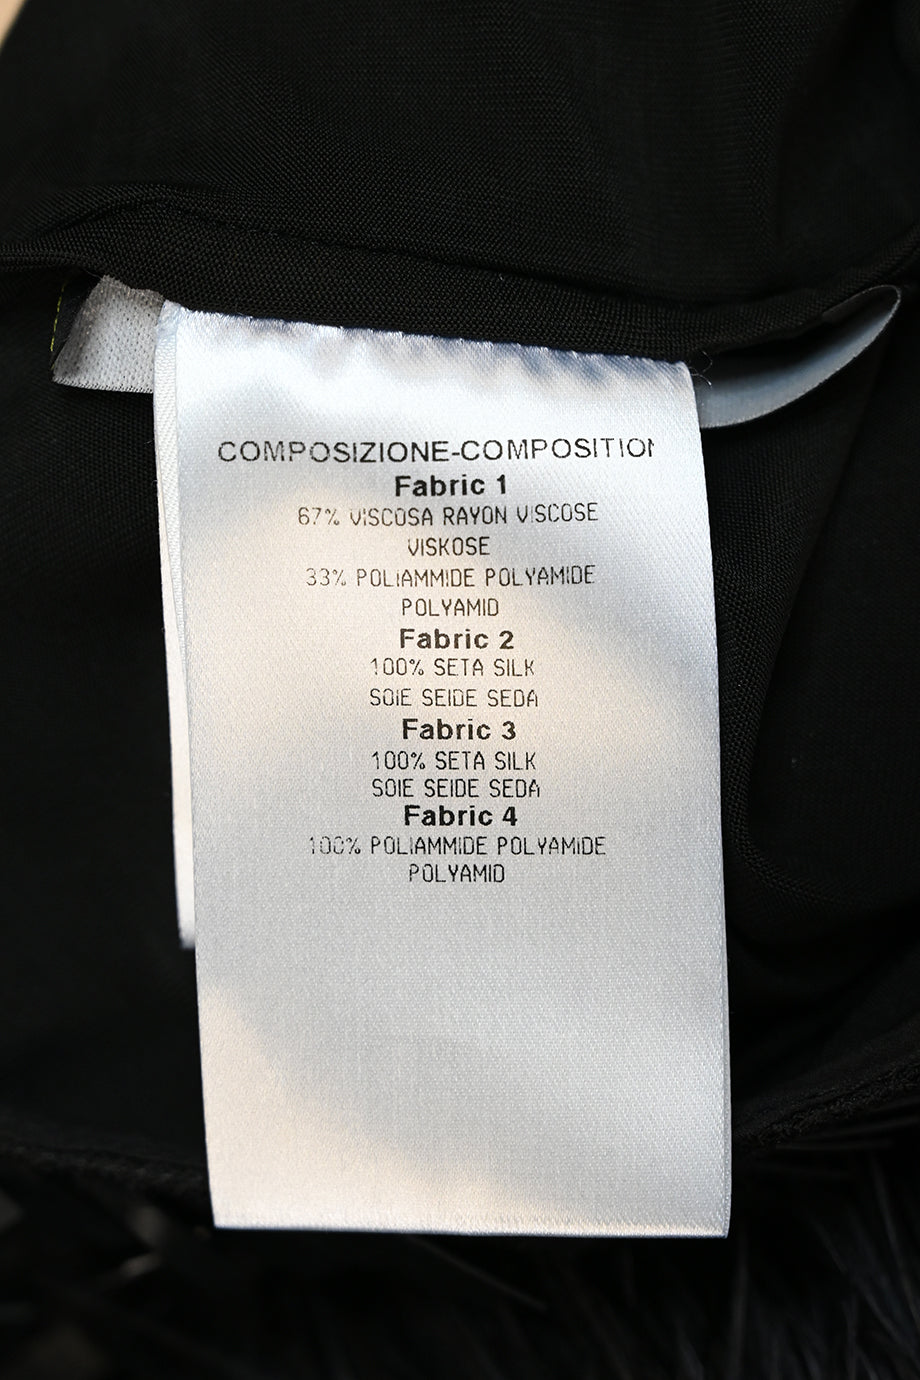 COMPOSIZIONE-COMPOSITION
Fabric 1
67% VISCOSA RAYON VISCOSE
VISKOSE
33% POLIAMMIDE POLYAMIDE
POLYAMID
Fabric 2
100% SETA SILK
SOIE SEIDE SEDA
Fabric 3
100% SETA SILK
SOIE SEIDE SEDA
Fabric 4
100% POLIAMMIDE POLYAMIDE
POLYAMID